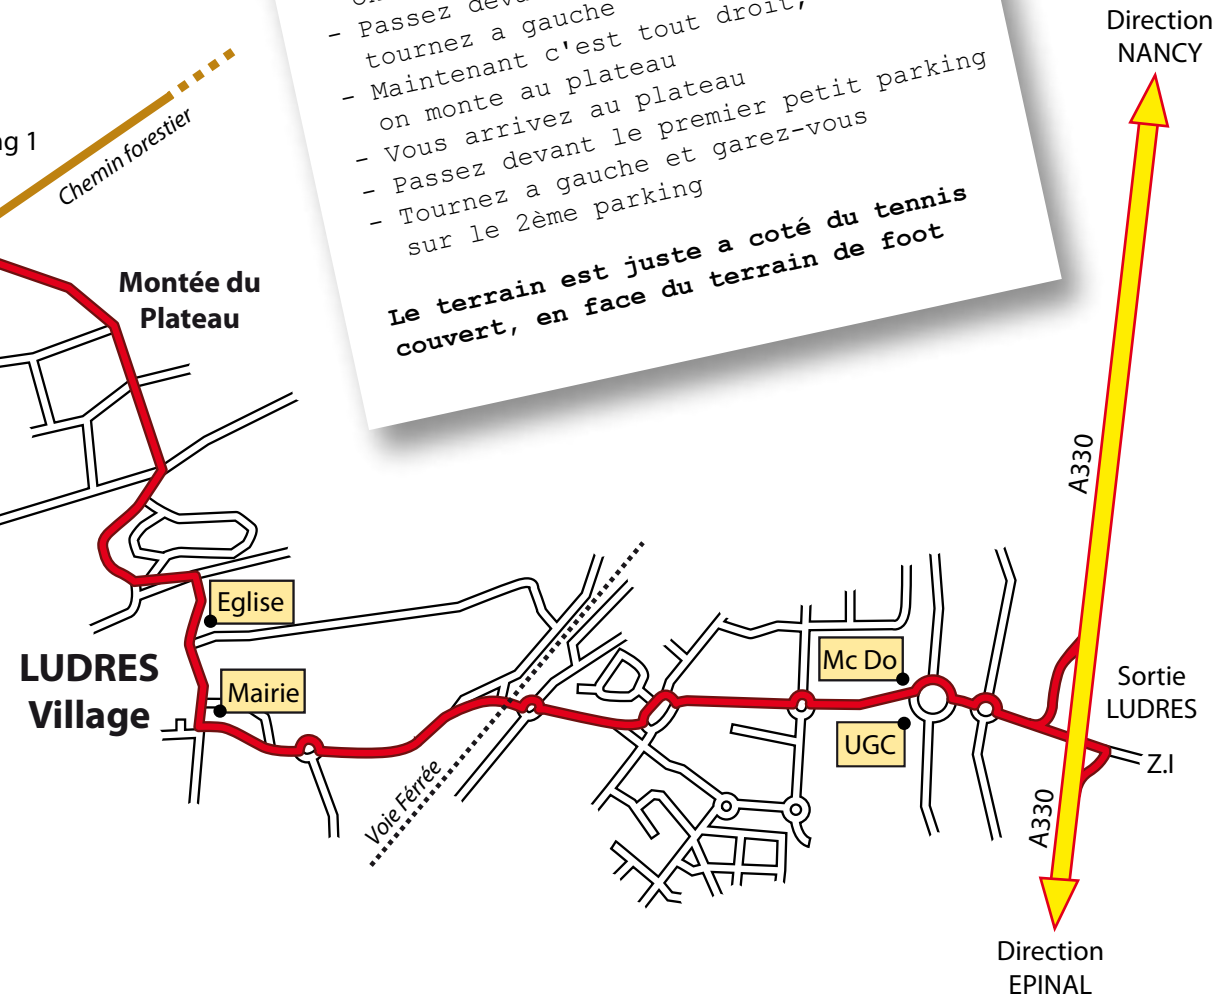 - Passez
tournez a gauche
- Maintenant c'est tout droit,
on monte au plateau
- Vous arrivez au plateau
- Passez devant le premier petit parking
- Tournez a gauche et garez-vous
sur le 2ème parking
Le terrain est juste a coté du tennis
couvert, en face du terrain de foot
Direction
NANCY
1
Chemin forestier
Montée du
Plateau
A330
Eglise
LUDRES
Village
Mairie
Mc Do
UGC
Sortie
LUDRES
Z.I
Voie Férrée
A330
Direction
EPINAL